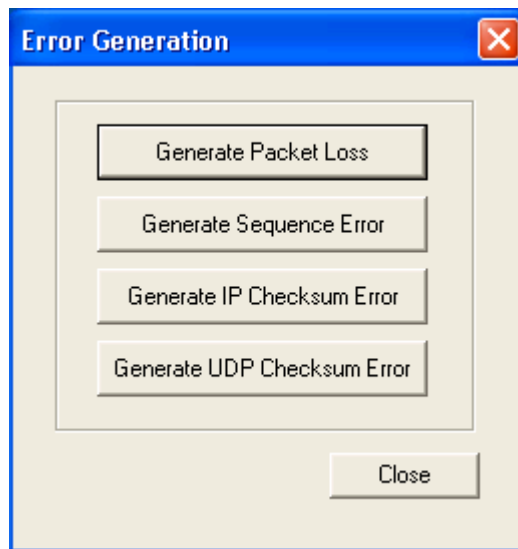 Error Generation
Generate Packet Loss
Generate Sequence Error
Generate IP Checksum Error
Generate UDP Checksum Error
Close